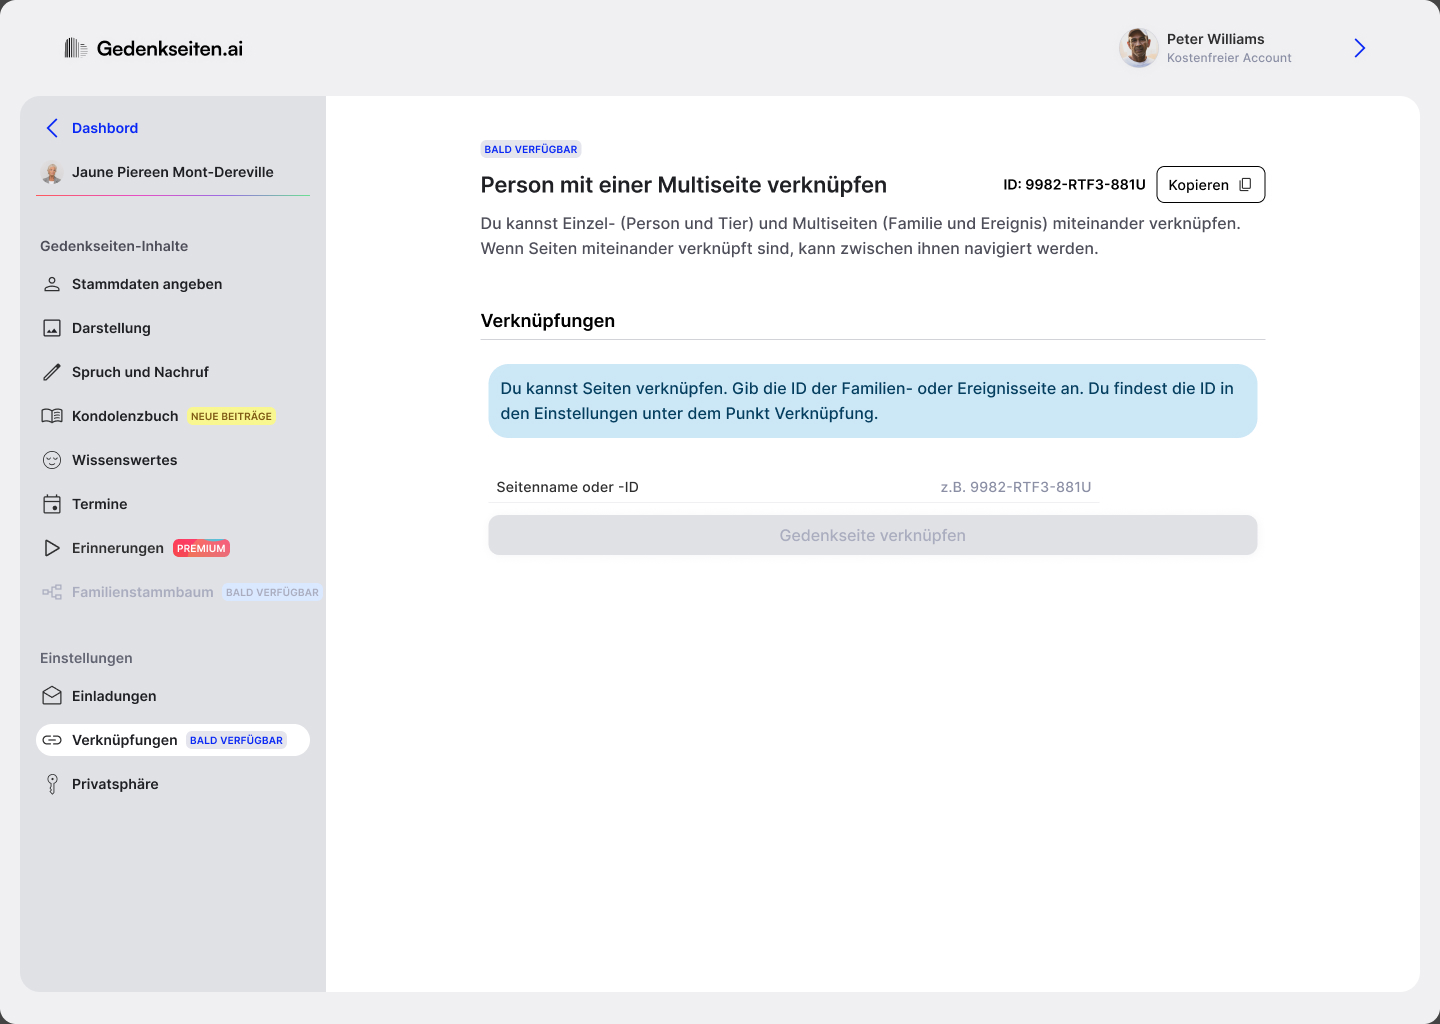 Gedenkseiten.ai
Peter Williams
Kostenfreier Account
Dashbord
Jaune Piereen Mont-Dereville
Gedenkseiten-Inhalte
Stammdaten angeben
Darstellung
Spruch und Nachruf
Kondolenzbuch NEUE BEITRÄGE
Wissenswertes
Termine
Erinnerungen PREMIUM
Familienstammbaum BALD VERFÜGBAR
Einstellungen
Einladungen
Verknüpfungen BALD VERFÜGBAR
Privatsphäre
BALD VERFÜGBAR
Person mit einer Multiseite verknüpfen
ID: 9982-RTF3-881U Kopieren
Du kannst Einzel- (Person und Tier) und Multiseiten (Familie und Ereignis) miteinander verknüpfen.
Wenn Seiten miteinander verknüpft sind, kann zwischen ihnen navigiert werden.
Verknüpfungen
Du kannst Seiten verknüpfen. Gib die ID der Familien- oder Ereignisseite an. Du findest die ID in
den Einstellungen unter dem Punkt Verknüpfung.
Seitenname oder -ID z.B. 9982-RTF3-881U
Gedenkseite verknüpfen